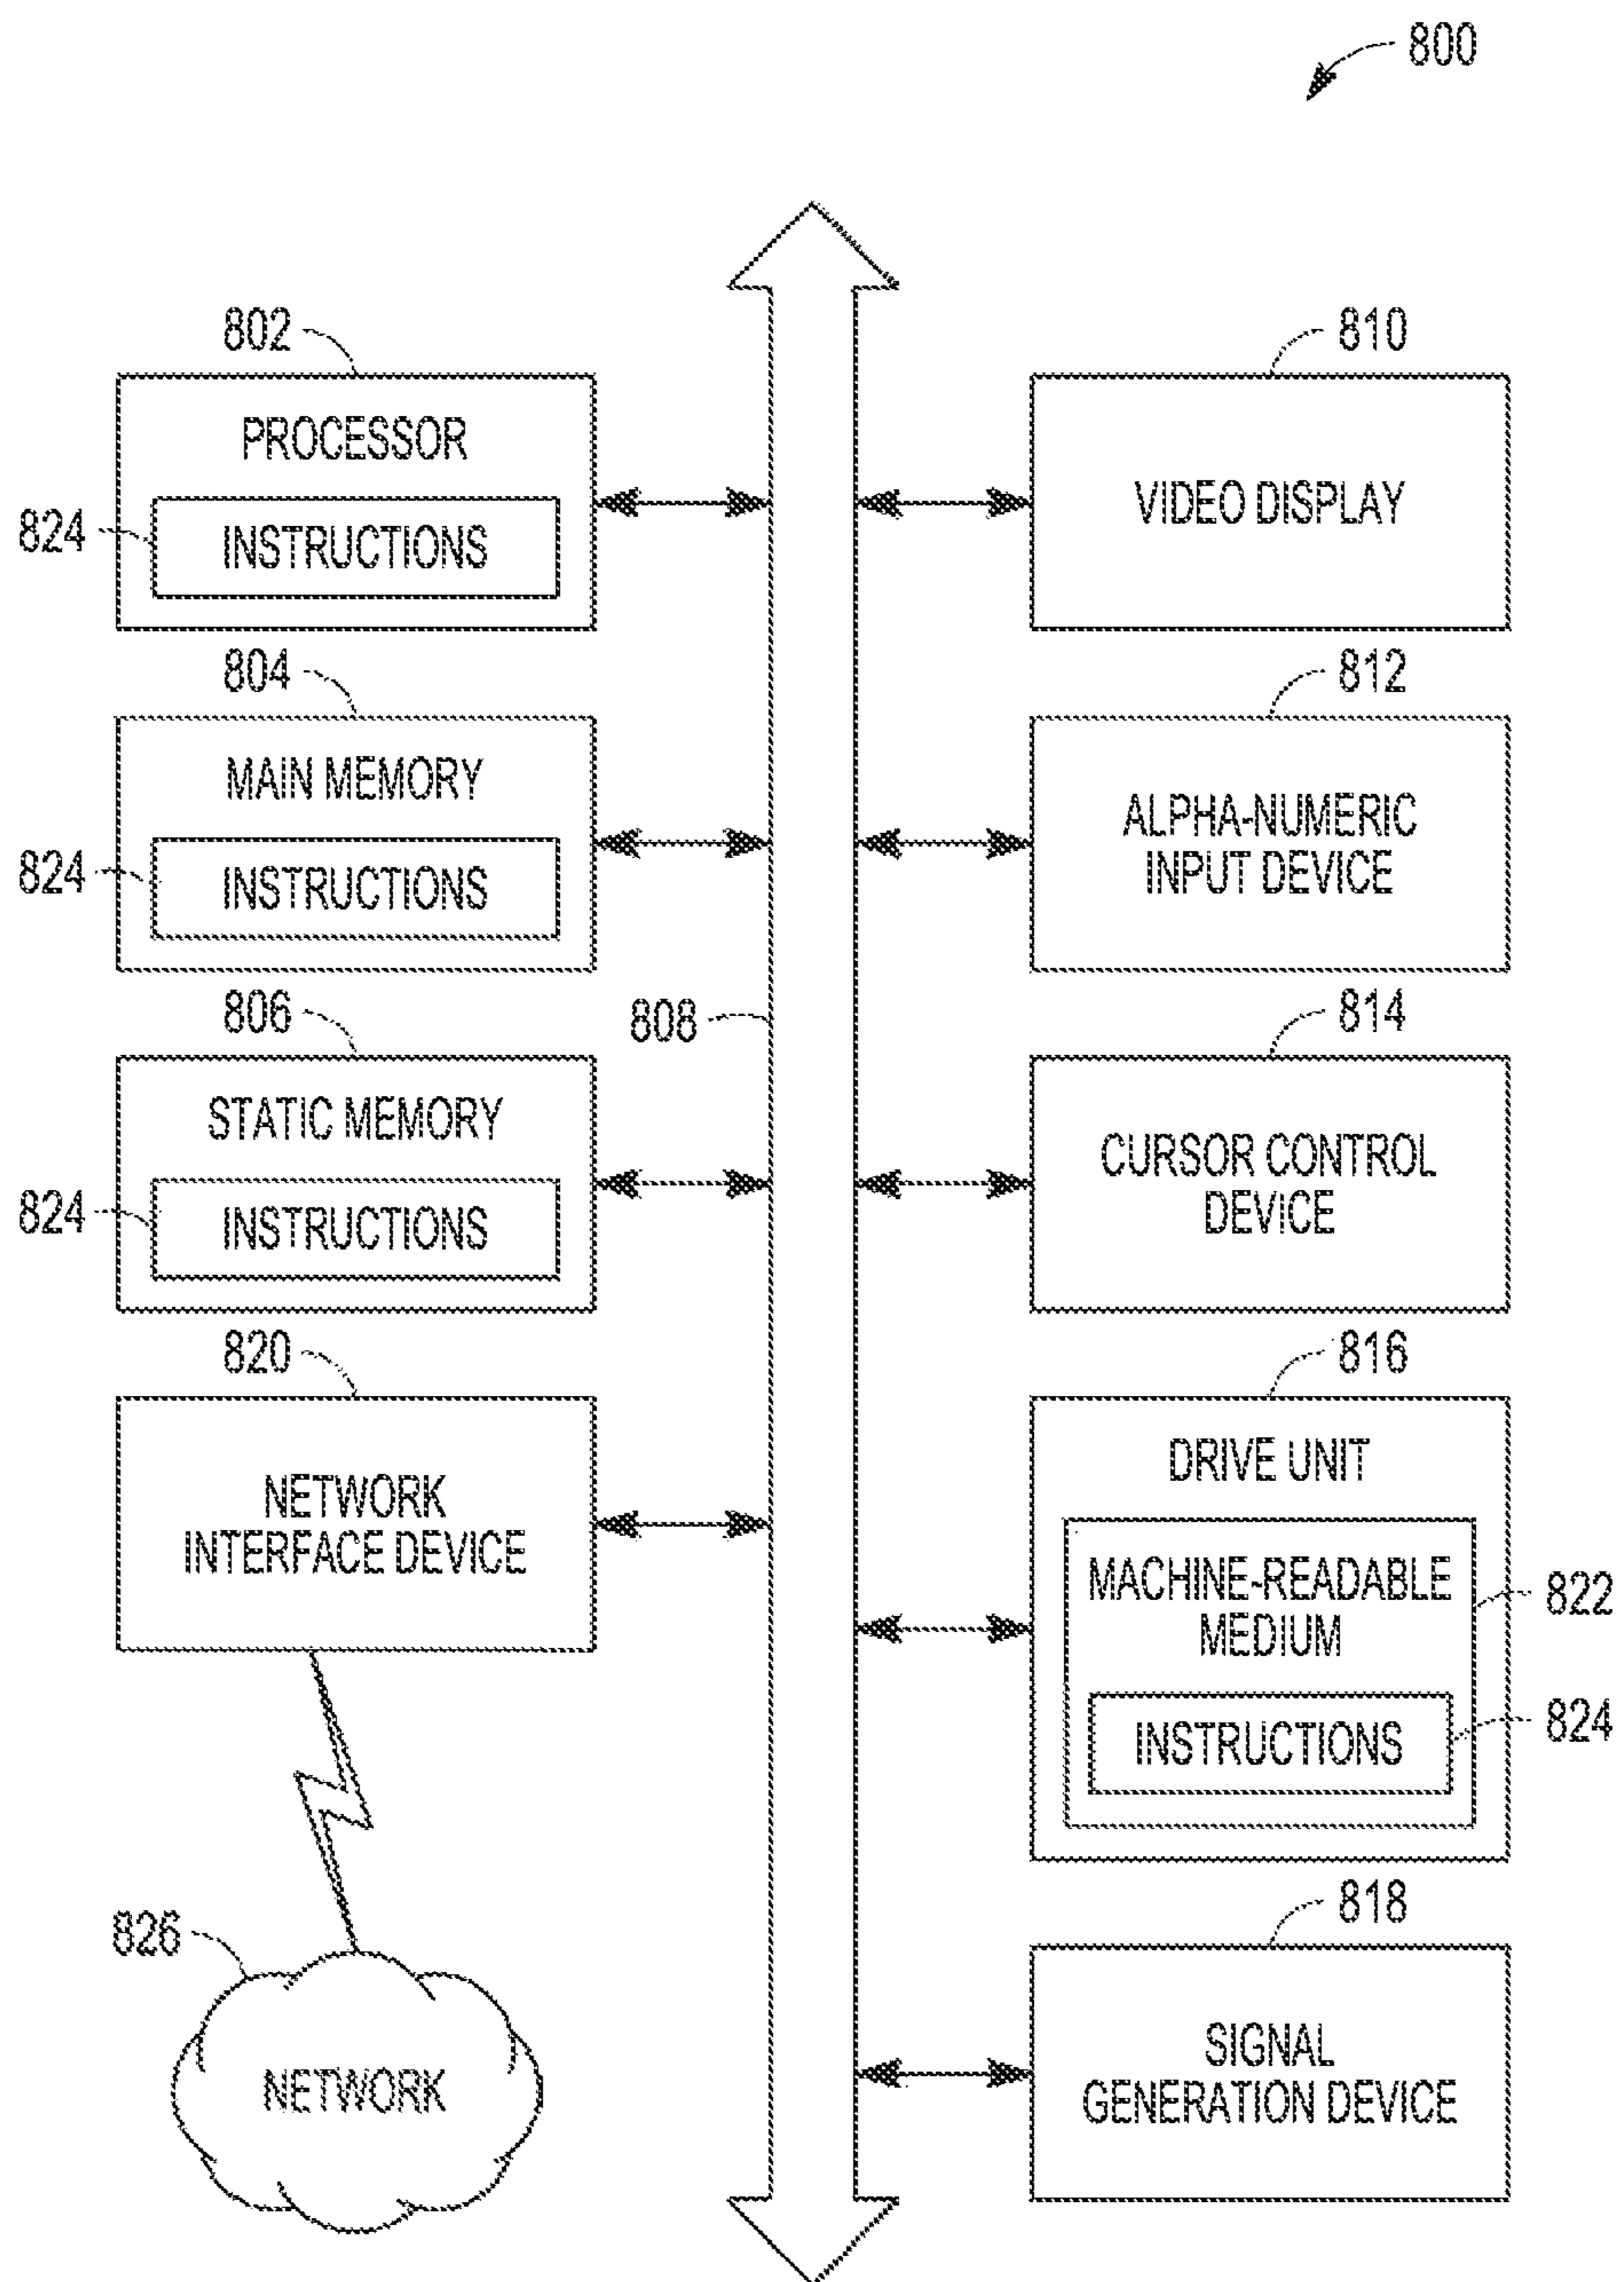 800
802
PROCESSOR
824
INSTRUCTIONS
804
MAIN MEMORY
824
INSTRUCTIONS
806
STATIC MEMORY
824
INSTRUCTIONS
820
NETWORK
INTERFACE DEVICE
826
NETWORK
808
810
VIDEO DISPLAY
812
ALPHA-NUMERIC
INPUT DEVICE
814
CURSOR CONTROL
DEVICE
816
DRIVE UNIT
MACHINE-READABLE
MEDIUM
822
INSTRUCTIONS
824
818
SIGNAL
GENERATION DEVICE